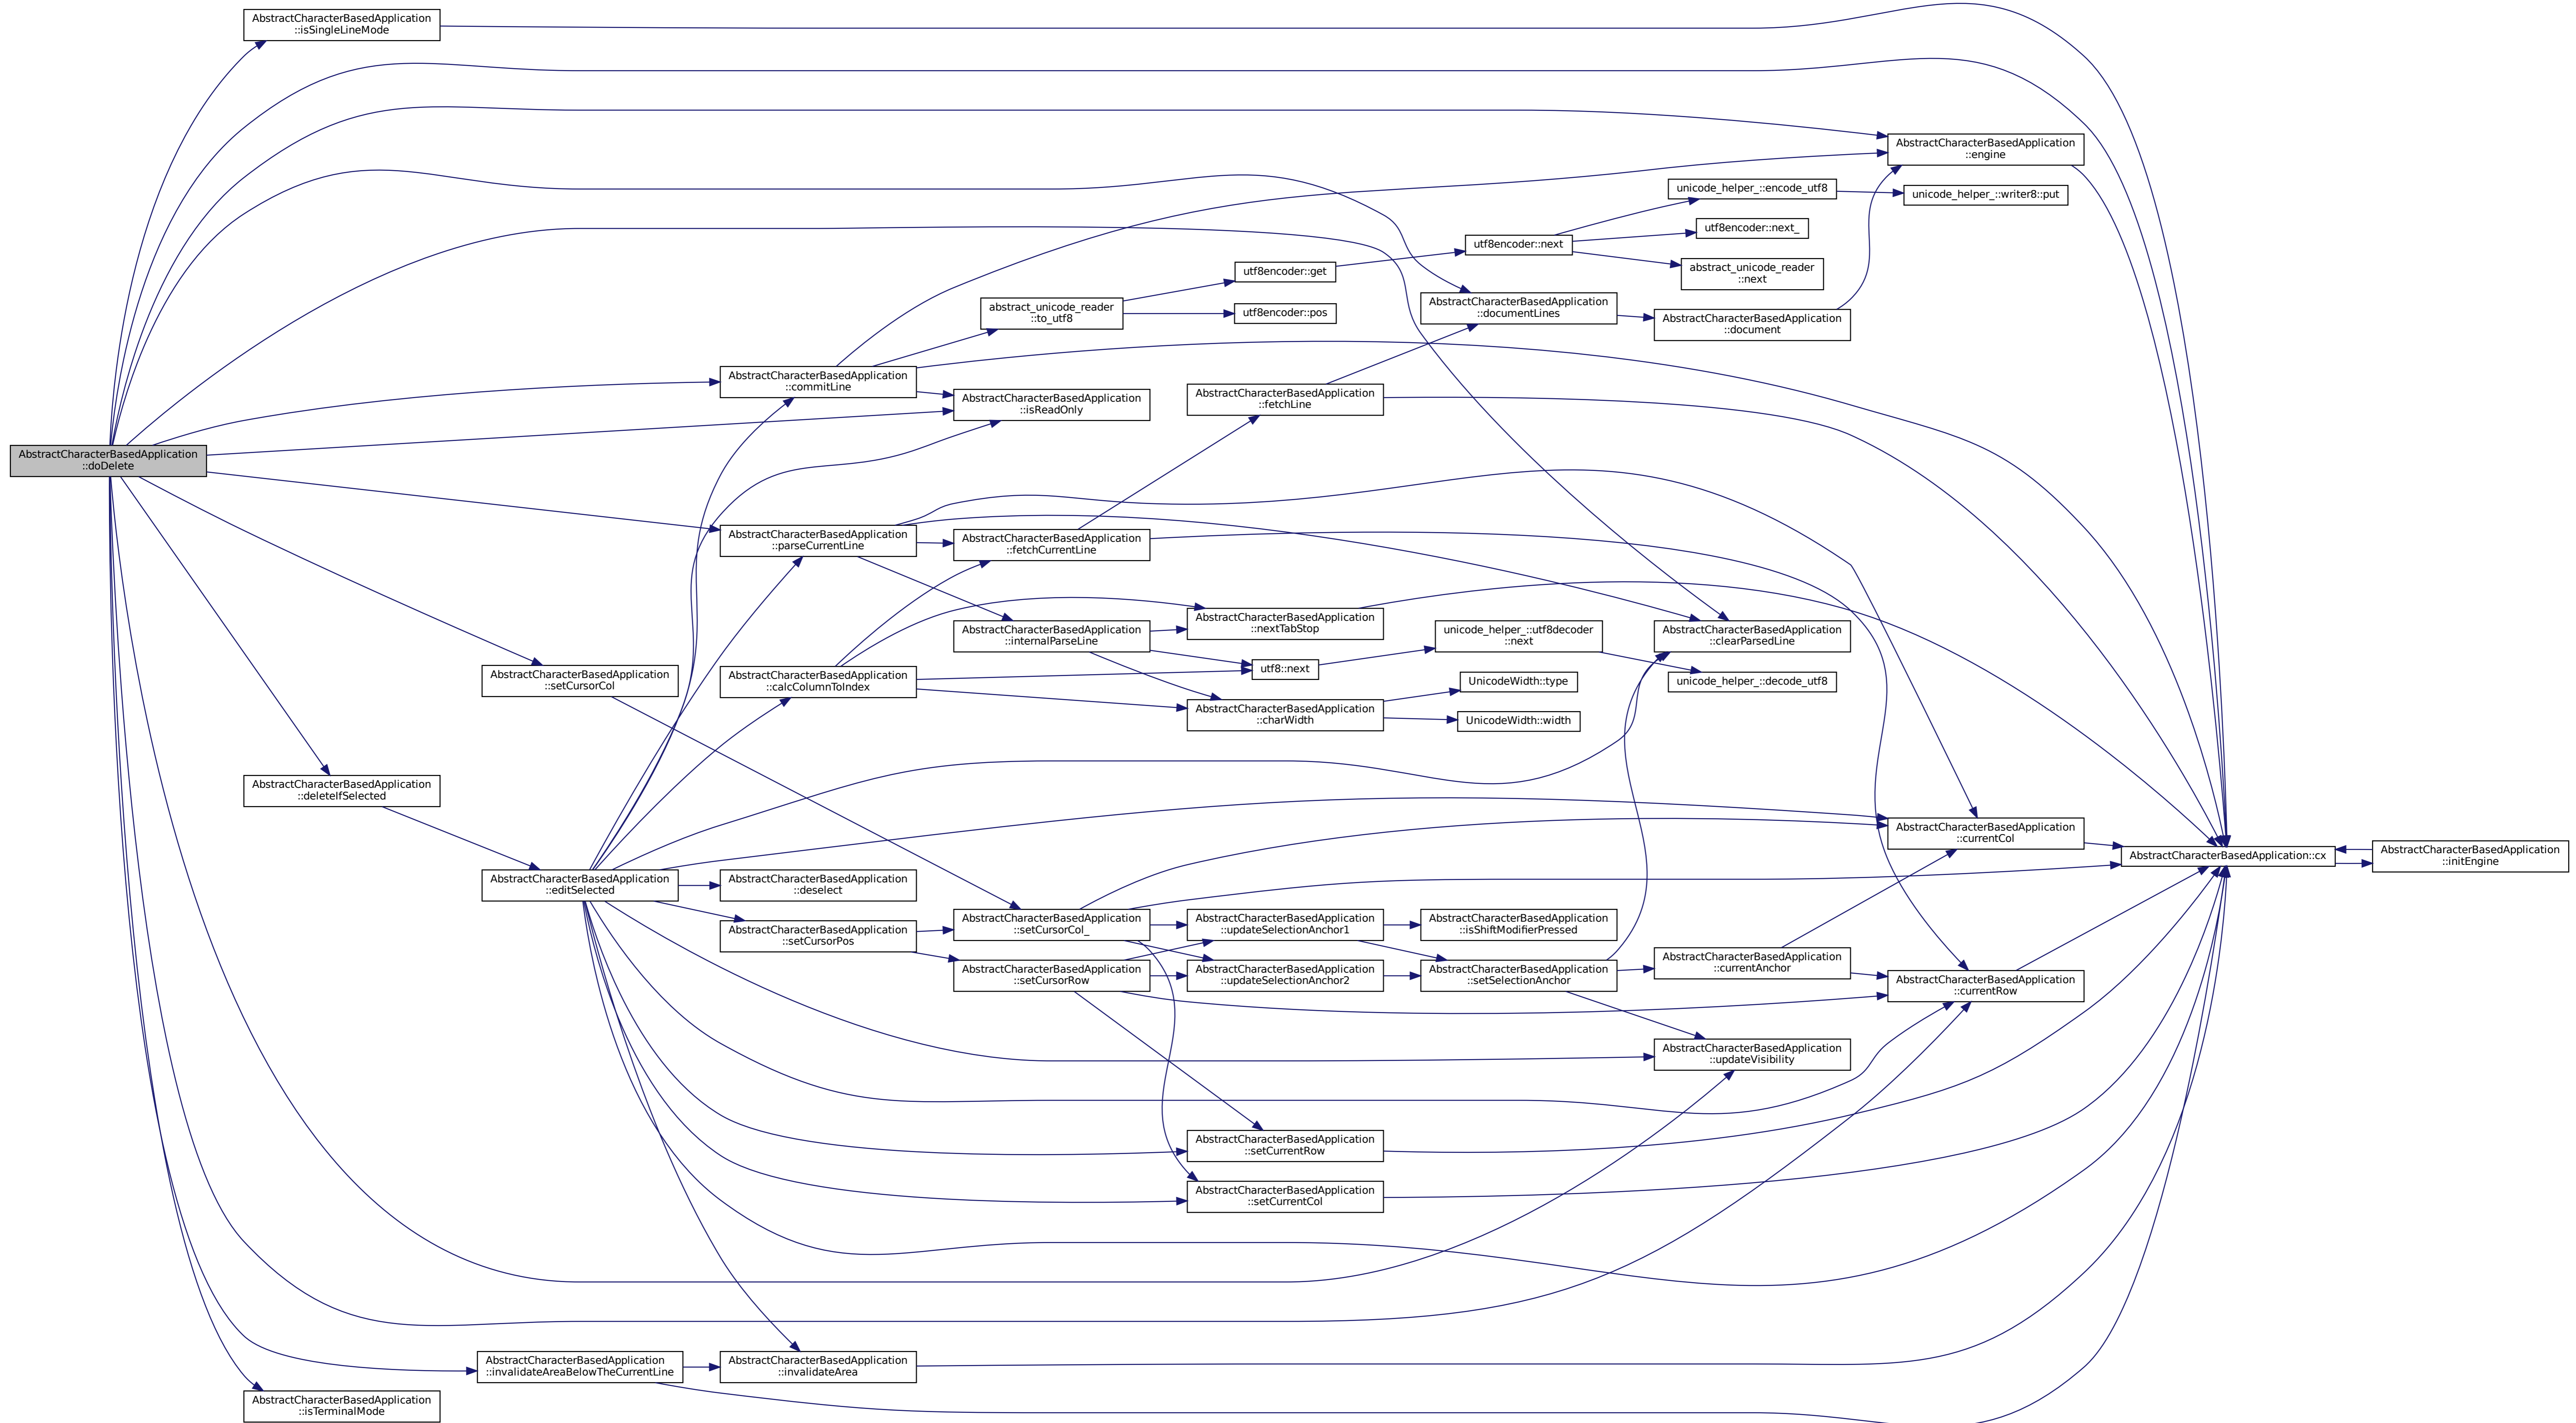 AbstractCharacterBasedApplication
::doDelete
AbstractCharacterBasedApplication
::isSingleLineMode
AbstractCharacterBasedApplication
::deleteIfSelected
AbstractCharacterBasedApplication
::isTerminalMode
AbstractCharacterBasedApplication
::setCursorCol
AbstractCharacterBasedApplication
::editSelected
AbstractCharacterBasedApplication
::invalidateAreaBelowTheCurrentLine
AbstractCharacterBasedApplication
::commitLine
AbstractCharacterBasedApplication
::parseCurrentLine
AbstractCharacterBasedApplication
::calcColumnToIndex
AbstractCharacterBasedApplication
::deselect
AbstractCharacterBasedApplication
::setCursorPos
AbstractCharacterBasedApplication
::invalidateArea
abstract_unicode_reader
::to_utf8
AbstractCharacterBasedApplication
::isReadOnly
AbstractCharacterBasedApplication
::fetchCurrentLine
AbstractCharacterBasedApplication
::internalParseLine
AbstractCharacterBasedApplication
::setCursorCol_
AbstractCharacterBasedApplication
::setCursorRow
utf8encoder::get
utf8encoder::pos
AbstractCharacterBasedApplication
::fetchLine
AbstractCharacterBasedApplication
::nextTabStop
utf8::next
AbstractCharacterBasedApplication
::charWidth
AbstractCharacterBasedApplication
::updateSelectionAnchor1
AbstractCharacterBasedApplication
::updateSelectionAnchor2
AbstractCharacterBasedApplication
::setCurrentRow
AbstractCharacterBasedApplication
::setCurrentCol
utf8encoder::next
AbstractCharacterBasedApplication
::documentLines
unicode_helper_::utf8decoder
::next
UnicodeWidth::type
UnicodeWidth::width
AbstractCharacterBasedApplication
::isShiftModifierPressed
AbstractCharacterBasedApplication
::setSelectionAnchor
unicode_helper_::encode_utf8
utf8encoder::next_
abstract_unicode_reader
::next
AbstractCharacterBasedApplication
::document
AbstractCharacterBasedApplication
::clearParsedLine
unicode_helper_::decode_utf8
AbstractCharacterBasedApplication
::currentAnchor
AbstractCharacterBasedApplication
::updateVisibility
AbstractCharacterBasedApplication
::engine
unicode_helper_::writer8::put
AbstractCharacterBasedApplication
::currentCol
AbstractCharacterBasedApplication
::currentRow
AbstractCharacterBasedApplication::cx
AbstractCharacterBasedApplication
::initEngine